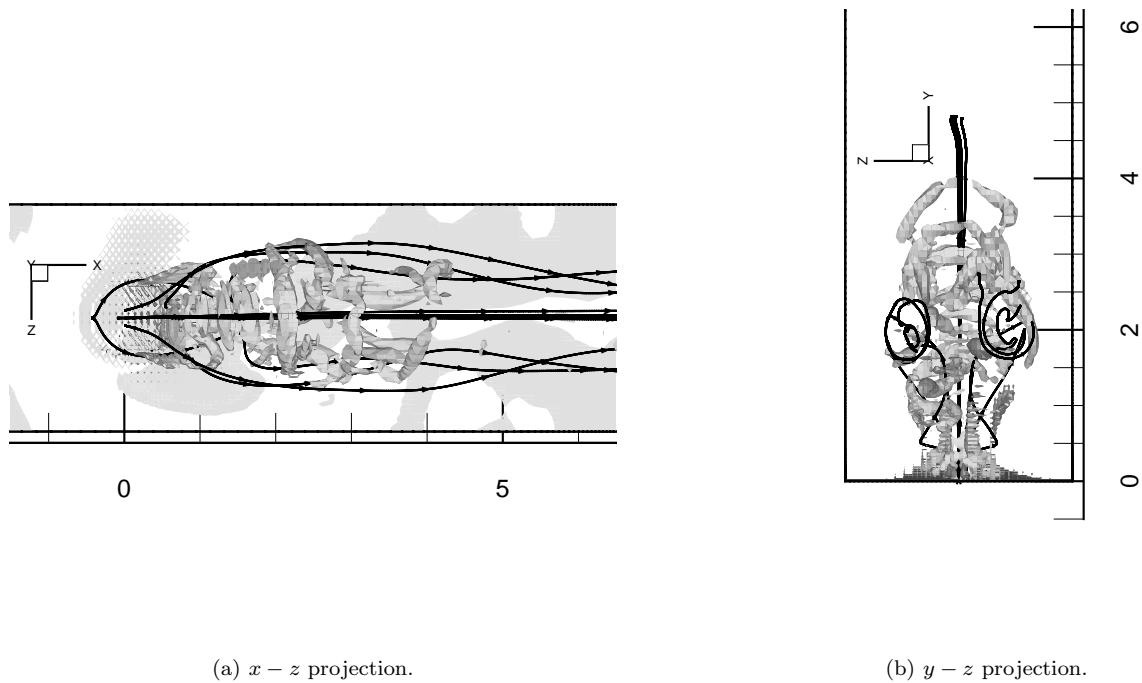 Y X
Z
0 5
(a) x − z projection.
6
Y
Z X
4
2
0
(b) y − z projection.